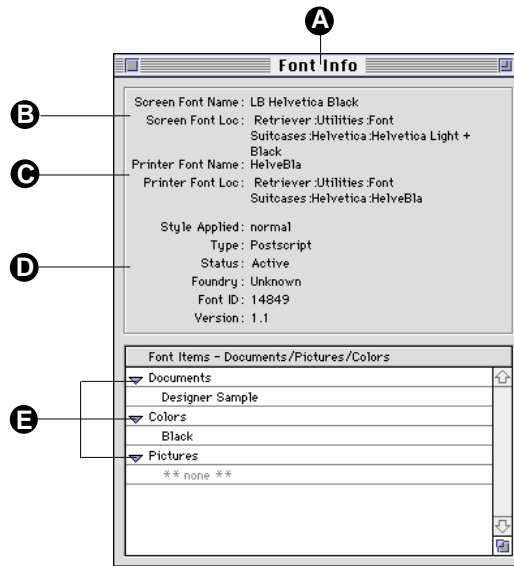 A
Font Info
B
Screen Font Name: LB Helvetica Black
Screen Font Loc: Retriever:Utilities:Font
Suitcases:Helvetica:Helvetica Light +
Black
C
Printer Font Name: HelveBla
Printer Font Loc: Retriever:Utilities:Font
Suitcases:Helvetica:HelveBla
D
Style Applied: normal
Type: Postscript
Status: Active
Foundry: Unknown
Font ID: 14849
Version: 1.1
Font Items - Documents/Pictures/Colors
E
Documents
Designer Sample
Colors
Black
Pictures
** none **